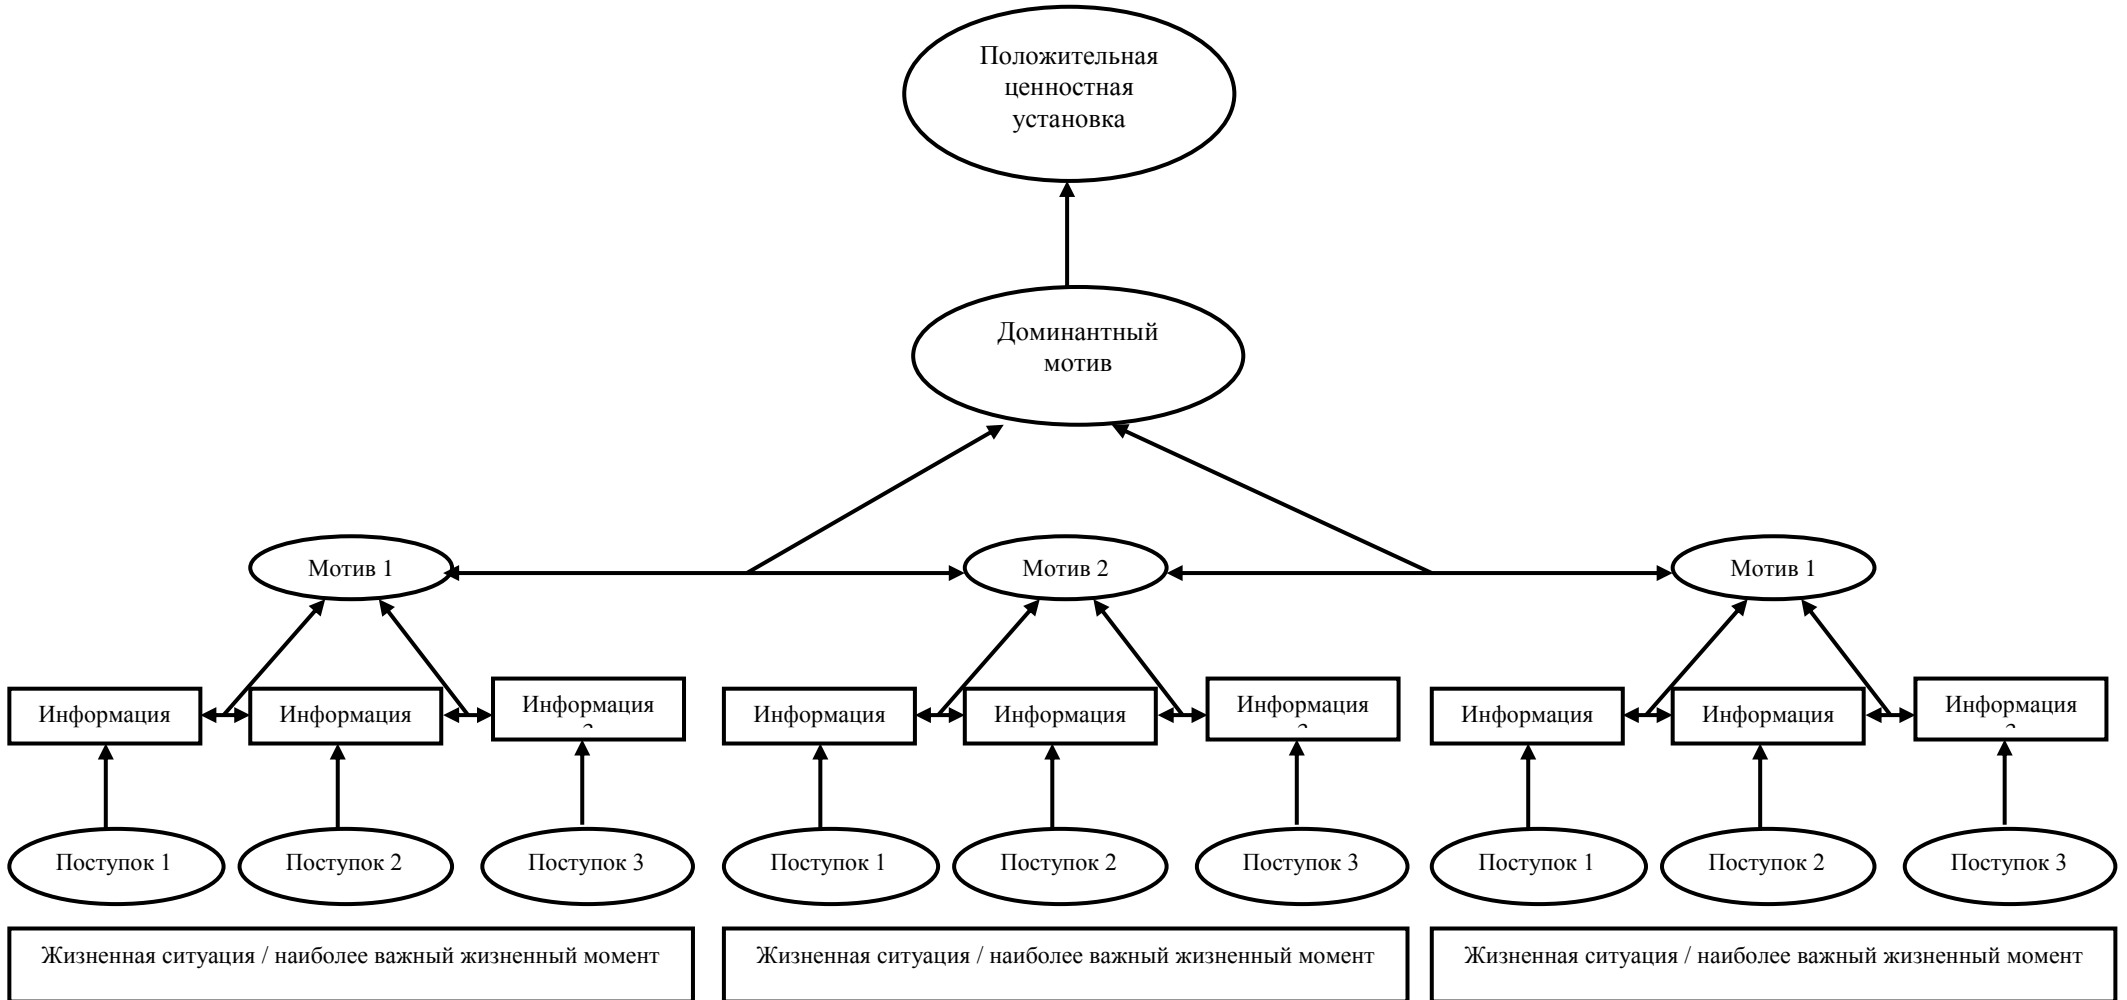 Положительная
ценностная
установка
Доминантный
мотив
Мотив 1
Мотив 2
Мотив 1
Информация
Информация
Информация
Информация
Информация
Информация
Информация
Информация
Информация
Поступок 1
Поступок 2
Поступок 3
Поступок 1
Поступок 2
Поступок 3
Поступок 1
Поступок 2
Поступок 3
Жизненная ситуация / наиболее важный жизненный момент
Жизненная ситуация / наиболее важный жизненный момент
Жизненная ситуация / наиболее важный жизненный момент